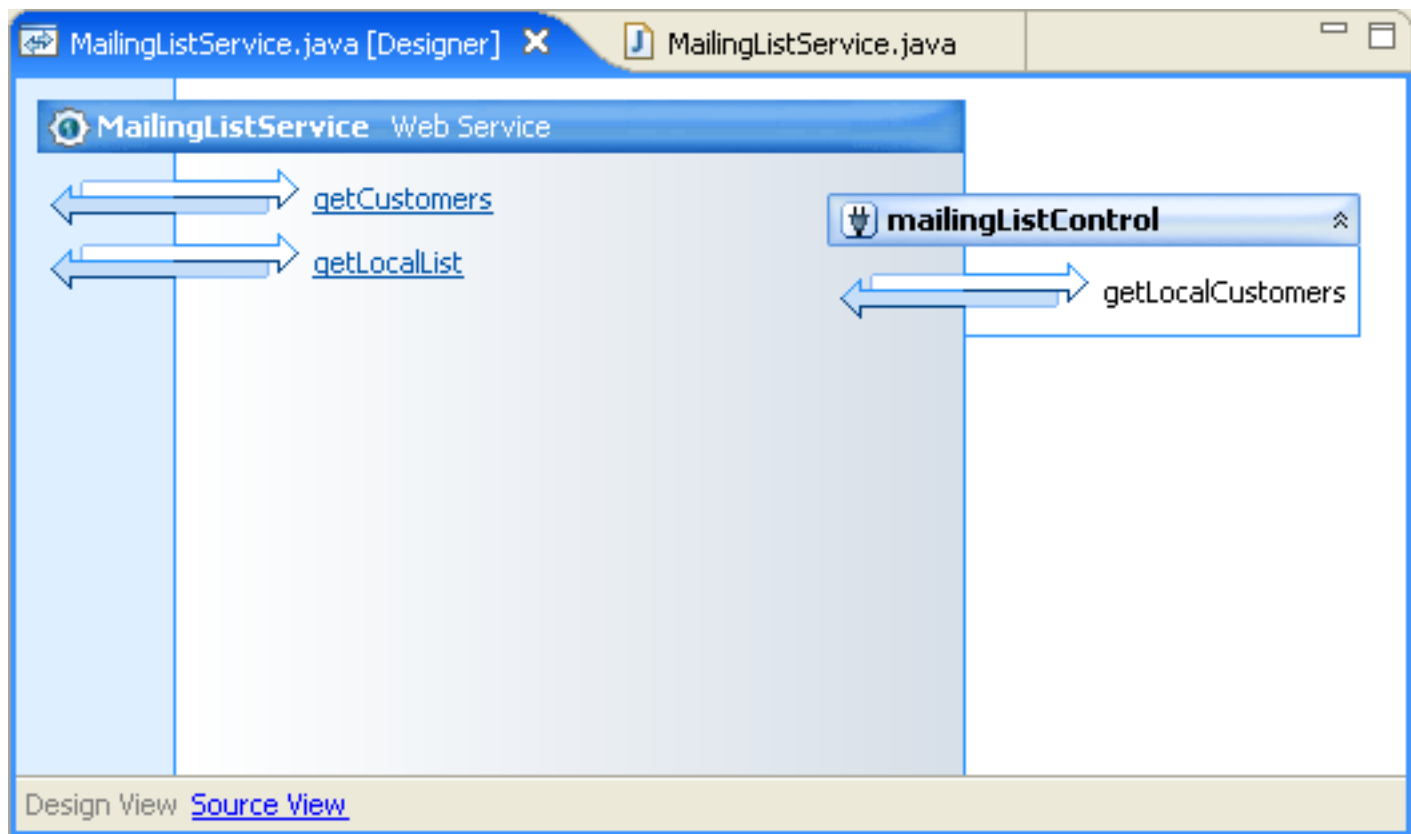 MailingListService.java [Designer] MailingListService.java
MailingListService Web Service
getCustomers
mailingListControl
getLocalList
getLocalCustomers
Design View Source View